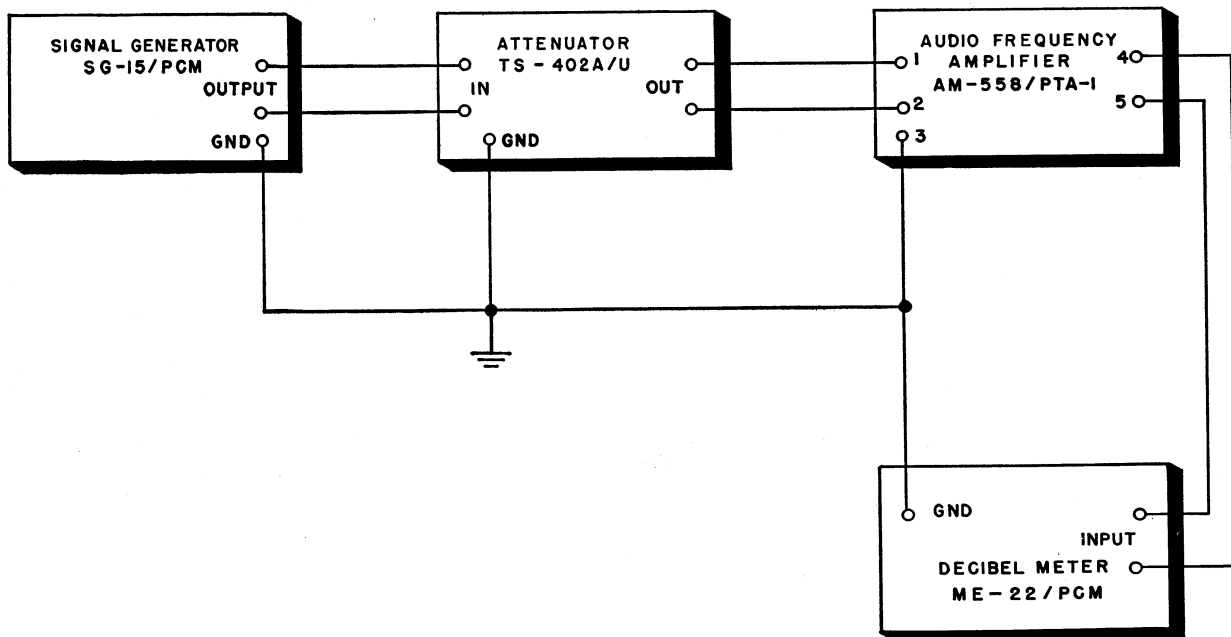 SIGNAL GENERATOR
SG-15/PCM
OUTPUT
GND
ATTENUATOR
TS-402A/U
IN
OUT
GND
AUDIO FREQUENCY
AMPLIFIER
AM-558/PTA-1
1
2
3
4
5
GND
INPUT
DECIBEL METER
ME-22/PCM